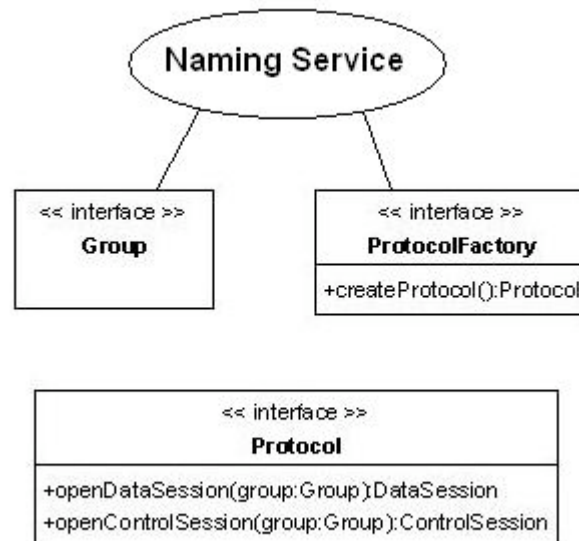 Naming Service
<< interface >>
Group
<< interface >>
ProtocolFactory
+createProtocol():Protocol
<< interface >>
Protocol
+openDataSession(group:Group):DataSession
+openControlSession(group:Group):ControlSession